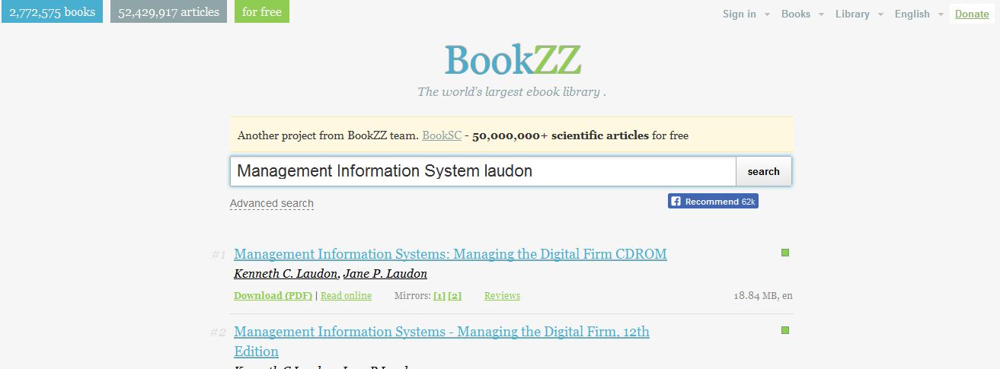 2,772,575 books 52,429,917 articles for free Sign in Books Library English Donate
BookZZ
The world's largest ebook library .
Another project from BookZZ team. BookSC - 50,000,000+ scientific articles for free
Management Information System laudon search
Advanced search Recommend 62k
#1 Management Information Systems: Managing the Digital Firm CDROM
Kenneth C. Laudon, Jane P. Laudon
Download (PDF) | Read online Mirrors: [1] [2] Reviews 18.84 MB, en
#2 Management Information Systems - Managing the Digital Firm, 12th
Edition